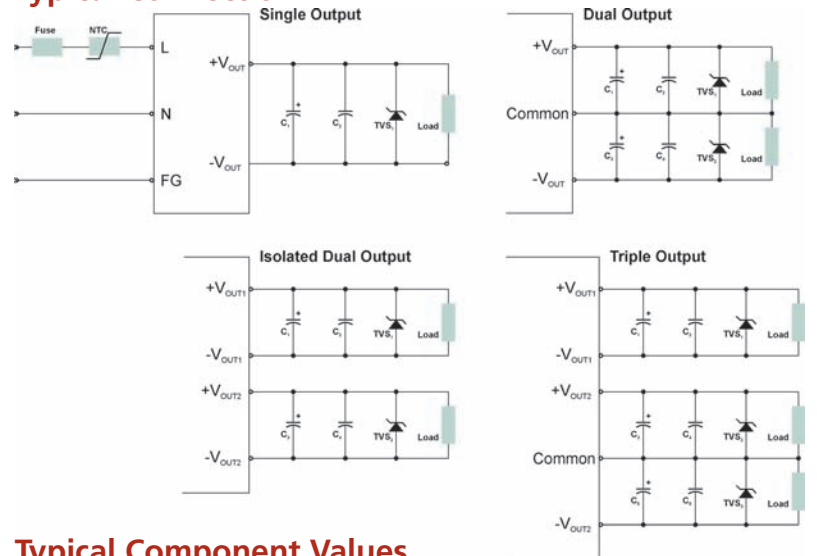 Single Output
Dual Output
Fuse
NTC
L
N
FG
+VOUT
-VOUT
C1
+
C2
TVS1
Load
+VOUT
Common
-VOUT
C1
+
C2
TVS1
Load
C3
+
C4
TVS2
Load
Isolated Dual Output
Triple Output
+VOUT1
-VOUT1
+VOUT2
-VOUT2
C1
+
C2
TVS1
Load
C3
+
C4
TVS2
Load
+VOUT1
-VOUT1
+VOUT2
Common
-VOUT2
C1
+
C2
TVS1
Load
C3
+
C4
TVS2
Load
C5
+
C6
TVS3
Load
Typical Component Values